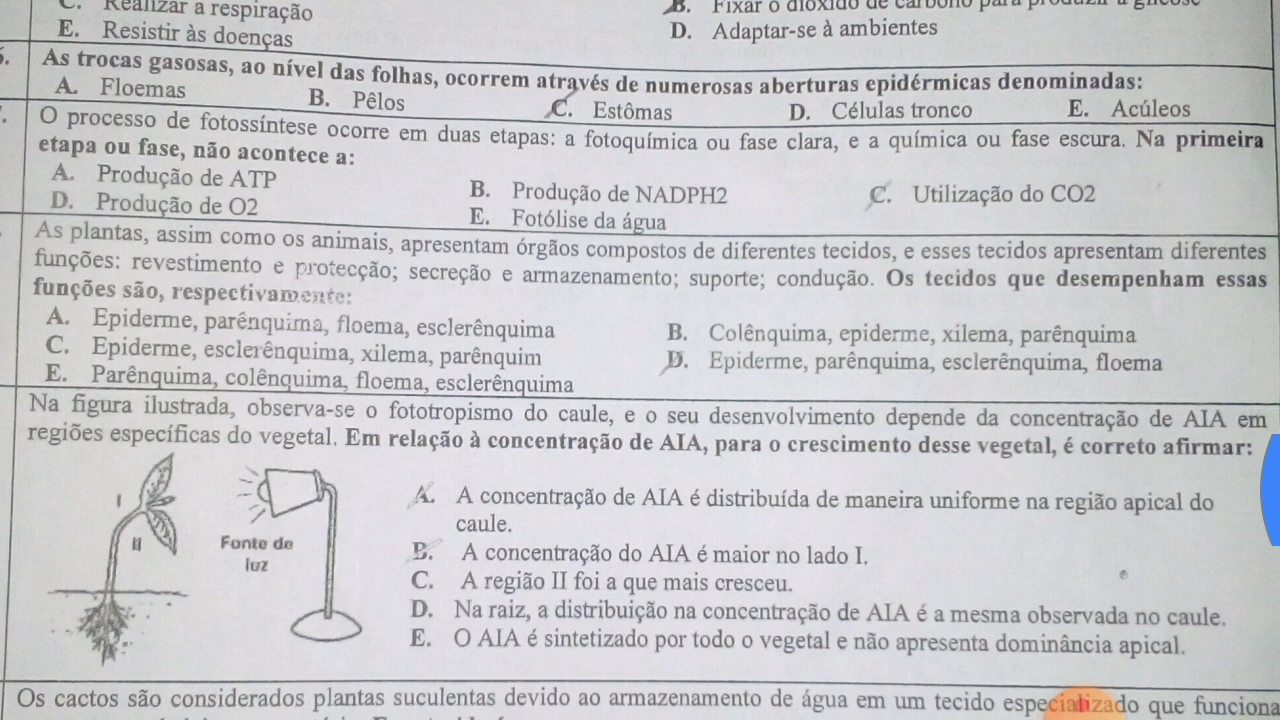 C. Realizar a respiração
B. Fixar o dióxido de carbono para produzir a glicose
E. Resistir às doenças
D. Adaptar-se à ambientes
As trocas gasosas, ao nível das folhas, ocorrem através de numerosas aberturas epidérmicas denominadas:
A. Floemas B. Pêlos C. Estômas D. Células tronco E. Acúleos
O processo de fotossíntese ocorre em duas etapas: a fotoquímica ou fase clara, e a química ou fase escura. Na primeira
etapa ou fase, não acontece a:
A. Produção de ATP B. Produção de NADPH2 C. Utilização do CO2
D. Produção de O2 E. Fotólise da água
As plantas, assim como os animais, apresentam órgãos compostos de diferentes tecidos, e esses tecidos apresentam diferentes
funções: revestimento e protecção; secreção e armazenamento; suporte; condução. Os tecidos que desempenham essas
funções são, respectivamente:
A. Epiderme, parênquima, floema, esclerênquima B. Colênquima, epiderme, xilema, parênquima
C. Epiderme, esclerênquima, xilema, parênquim D. Epiderme, parênquima, esclerênquima, floema
E. Parênquima, colênquima, floema, esclerênquima
Na figura ilustrada, observa-se o fototropismo do caule, e o seu desenvolvimento depende da concentração de AIA em
regiões específicas do vegetal. Em relação à concentração de AIA, para o crescimento desse vegetal, é correto afirmar:
I
II
Fonte de
luz
A. A concentração de AIA é distribuída de maneira uniforme na região apical do
caule.
B. A concentração do AIA é maior no lado I.
C. A região II foi a que mais cresceu.
D. Na raiz, a distribuição na concentração de AIA é a mesma observada no caule.
E. O AIA é sintetizado por todo o vegetal e não apresenta dominância apical.
Os cactos são considerados plantas suculentas devido ao armazenamento de água em um tecido especializado que funciona